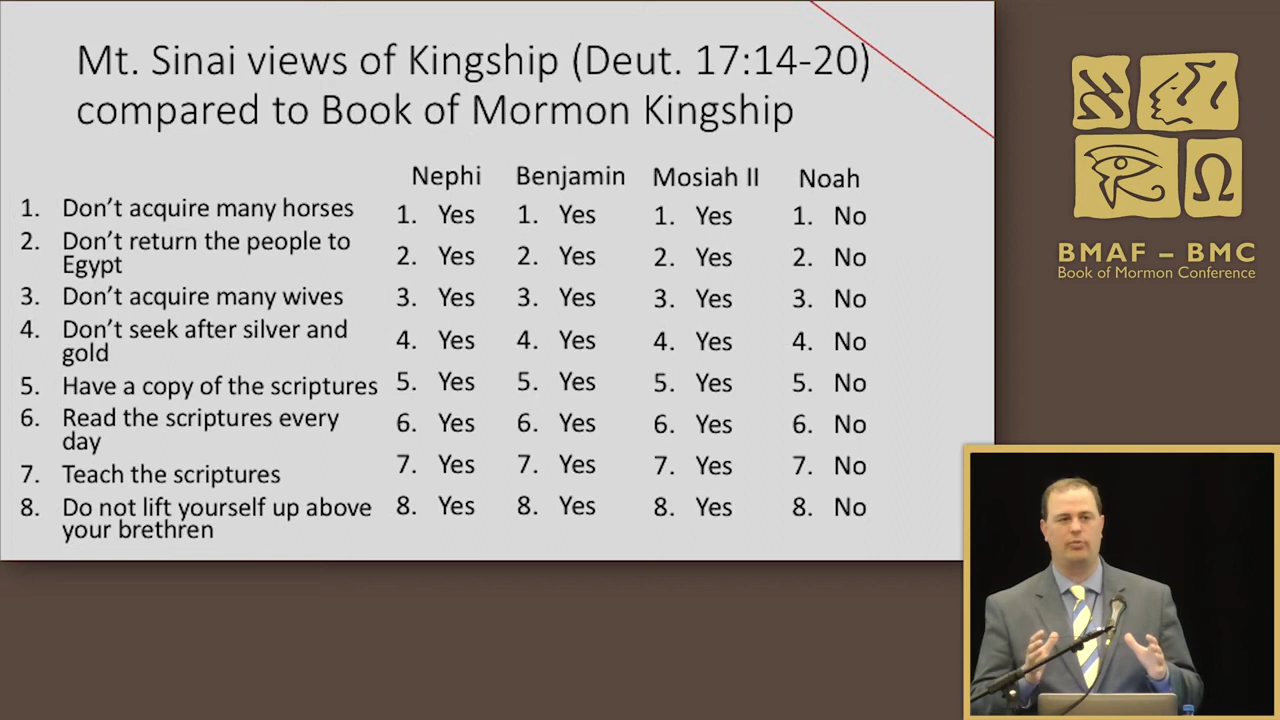 Mt. Sinai views of Kingship (Deut. 17:14-20)
compared to Book of Mormon Kingship
Nephi Benjamin Mosiah II Noah
1. Don’t acquire many horses
2. Don’t return the people to
Egypt
3. Don’t acquire many wives
4. Don’t seek after silver and
gold
5. Have a copy of the scriptures
6. Read the scriptures every
day
7. Teach the scriptures
8. Do not lift yourself up above
your brethren
1. Yes
2. Yes
3. Yes
4. Yes
5. Yes
6. Yes
7. Yes
8. Yes
1. Yes
2. Yes
3. Yes
4. Yes
5. Yes
6. Yes
7. Yes
8. Yes
1. Yes
2. Yes
3. Yes
4. Yes
5. Yes
6. Yes
7. Yes
8. Yes
1. No
2. No
3. No
4. No
5. No
6. No
7. No
8. No
א
Ω
BMAF – BMC
Book of Mormon Conference